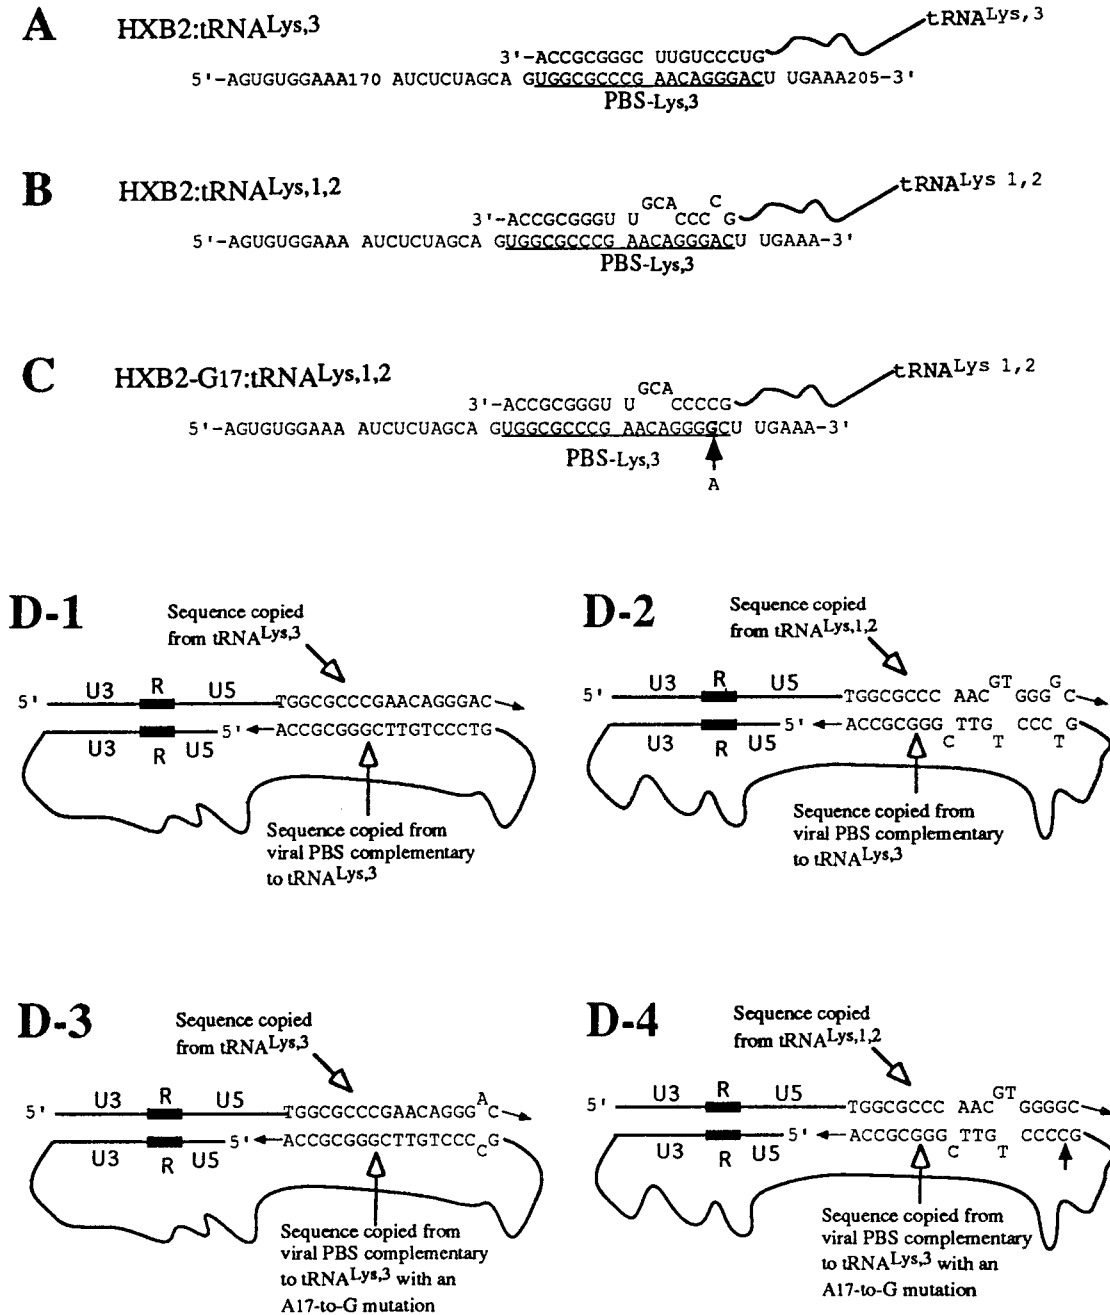 A HXB2:tRNALys,3
tRNALys,3
3'-ACCGCGGGC UUGUCCCUG
5'-AGUGUGGAAA170 AUCUCUAGCA GUGGCGCCCG AACAGGGACU UGAAA205-3'
PBS-Lys,3
B HXB2:tRNALys,1,2
tRNALys 1,2
GCA C
3'-ACCGCGGGU U CCC G
5'-AGUGUGGAAA AUCUCUAGCA GUGGCGCCCG AACAGGGACU UGAAA-3'
PBS-Lys,3
C HXB2-G17:tRNALys,1,2
tRNALys 1,2
GCA
3'-ACCGCGGGU U CCCCG
5'-AGUGUGGAAA AUCUCUAGCA GUGGCGCCCG AACAGGGGCU UGAAA-3'
PBS-Lys,3
A
D-1
Sequence copied
from tRNALys,3
5' U3 R U5 TGGCGCCCGAACAGGGAC
5' ACCGCGGGCTTGTCCCTG
U3 R U5
Sequence copied from
viral PBS complementary
to tRNALys,3
D-2
Sequence copied
from tRNALys,1,2
GT G
5' U3 R U5 TGGCGCCC AAC GGGG C
5' ACCGCGGG TTG CCC G
C T T
U3 R U5
Sequence copied from
viral PBS complementary
to tRNALys,3
D-3
Sequence copied
from tRNALys,3
A
5' U3 R U5 TGGCGCCCGAACAGGG C
5' ACCGCGGGCTTGTCCC G
C
U3 R U5
Sequence copied from
viral PBS complementary
to tRNALys,3 with an
A17-to-G mutation
D-4
Sequence copied
from tRNALys,1,2
GT
5' U3 R U5 TGGCGCCC AAC GGGGC
5' ACCGCGGG TTG CCCCG
C T
U3 R U5
Sequence copied from
viral PBS complementary
to tRNALys,3 with an
A17-to-G mutation